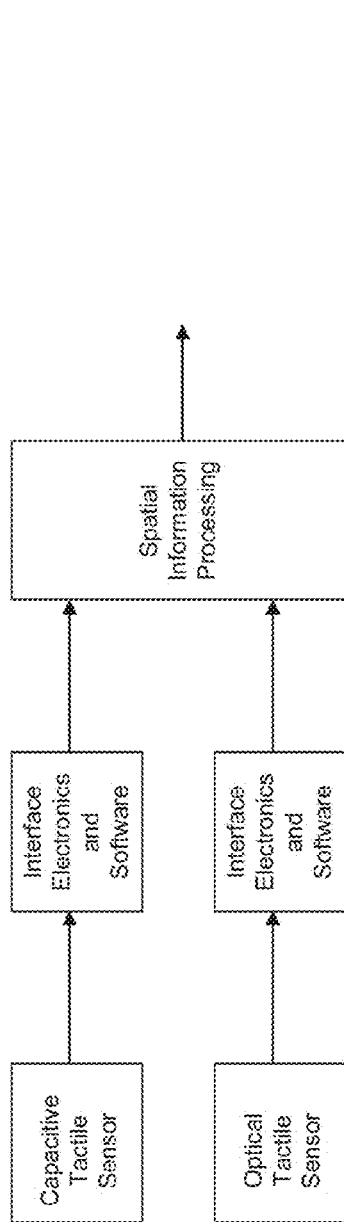 Capacitive
Tactile
Sensor
Interface
Electronics
and
Software
Optical
Tactile
Sensor
Interface
Electronics
and
Software
Spatial
Information
Processing